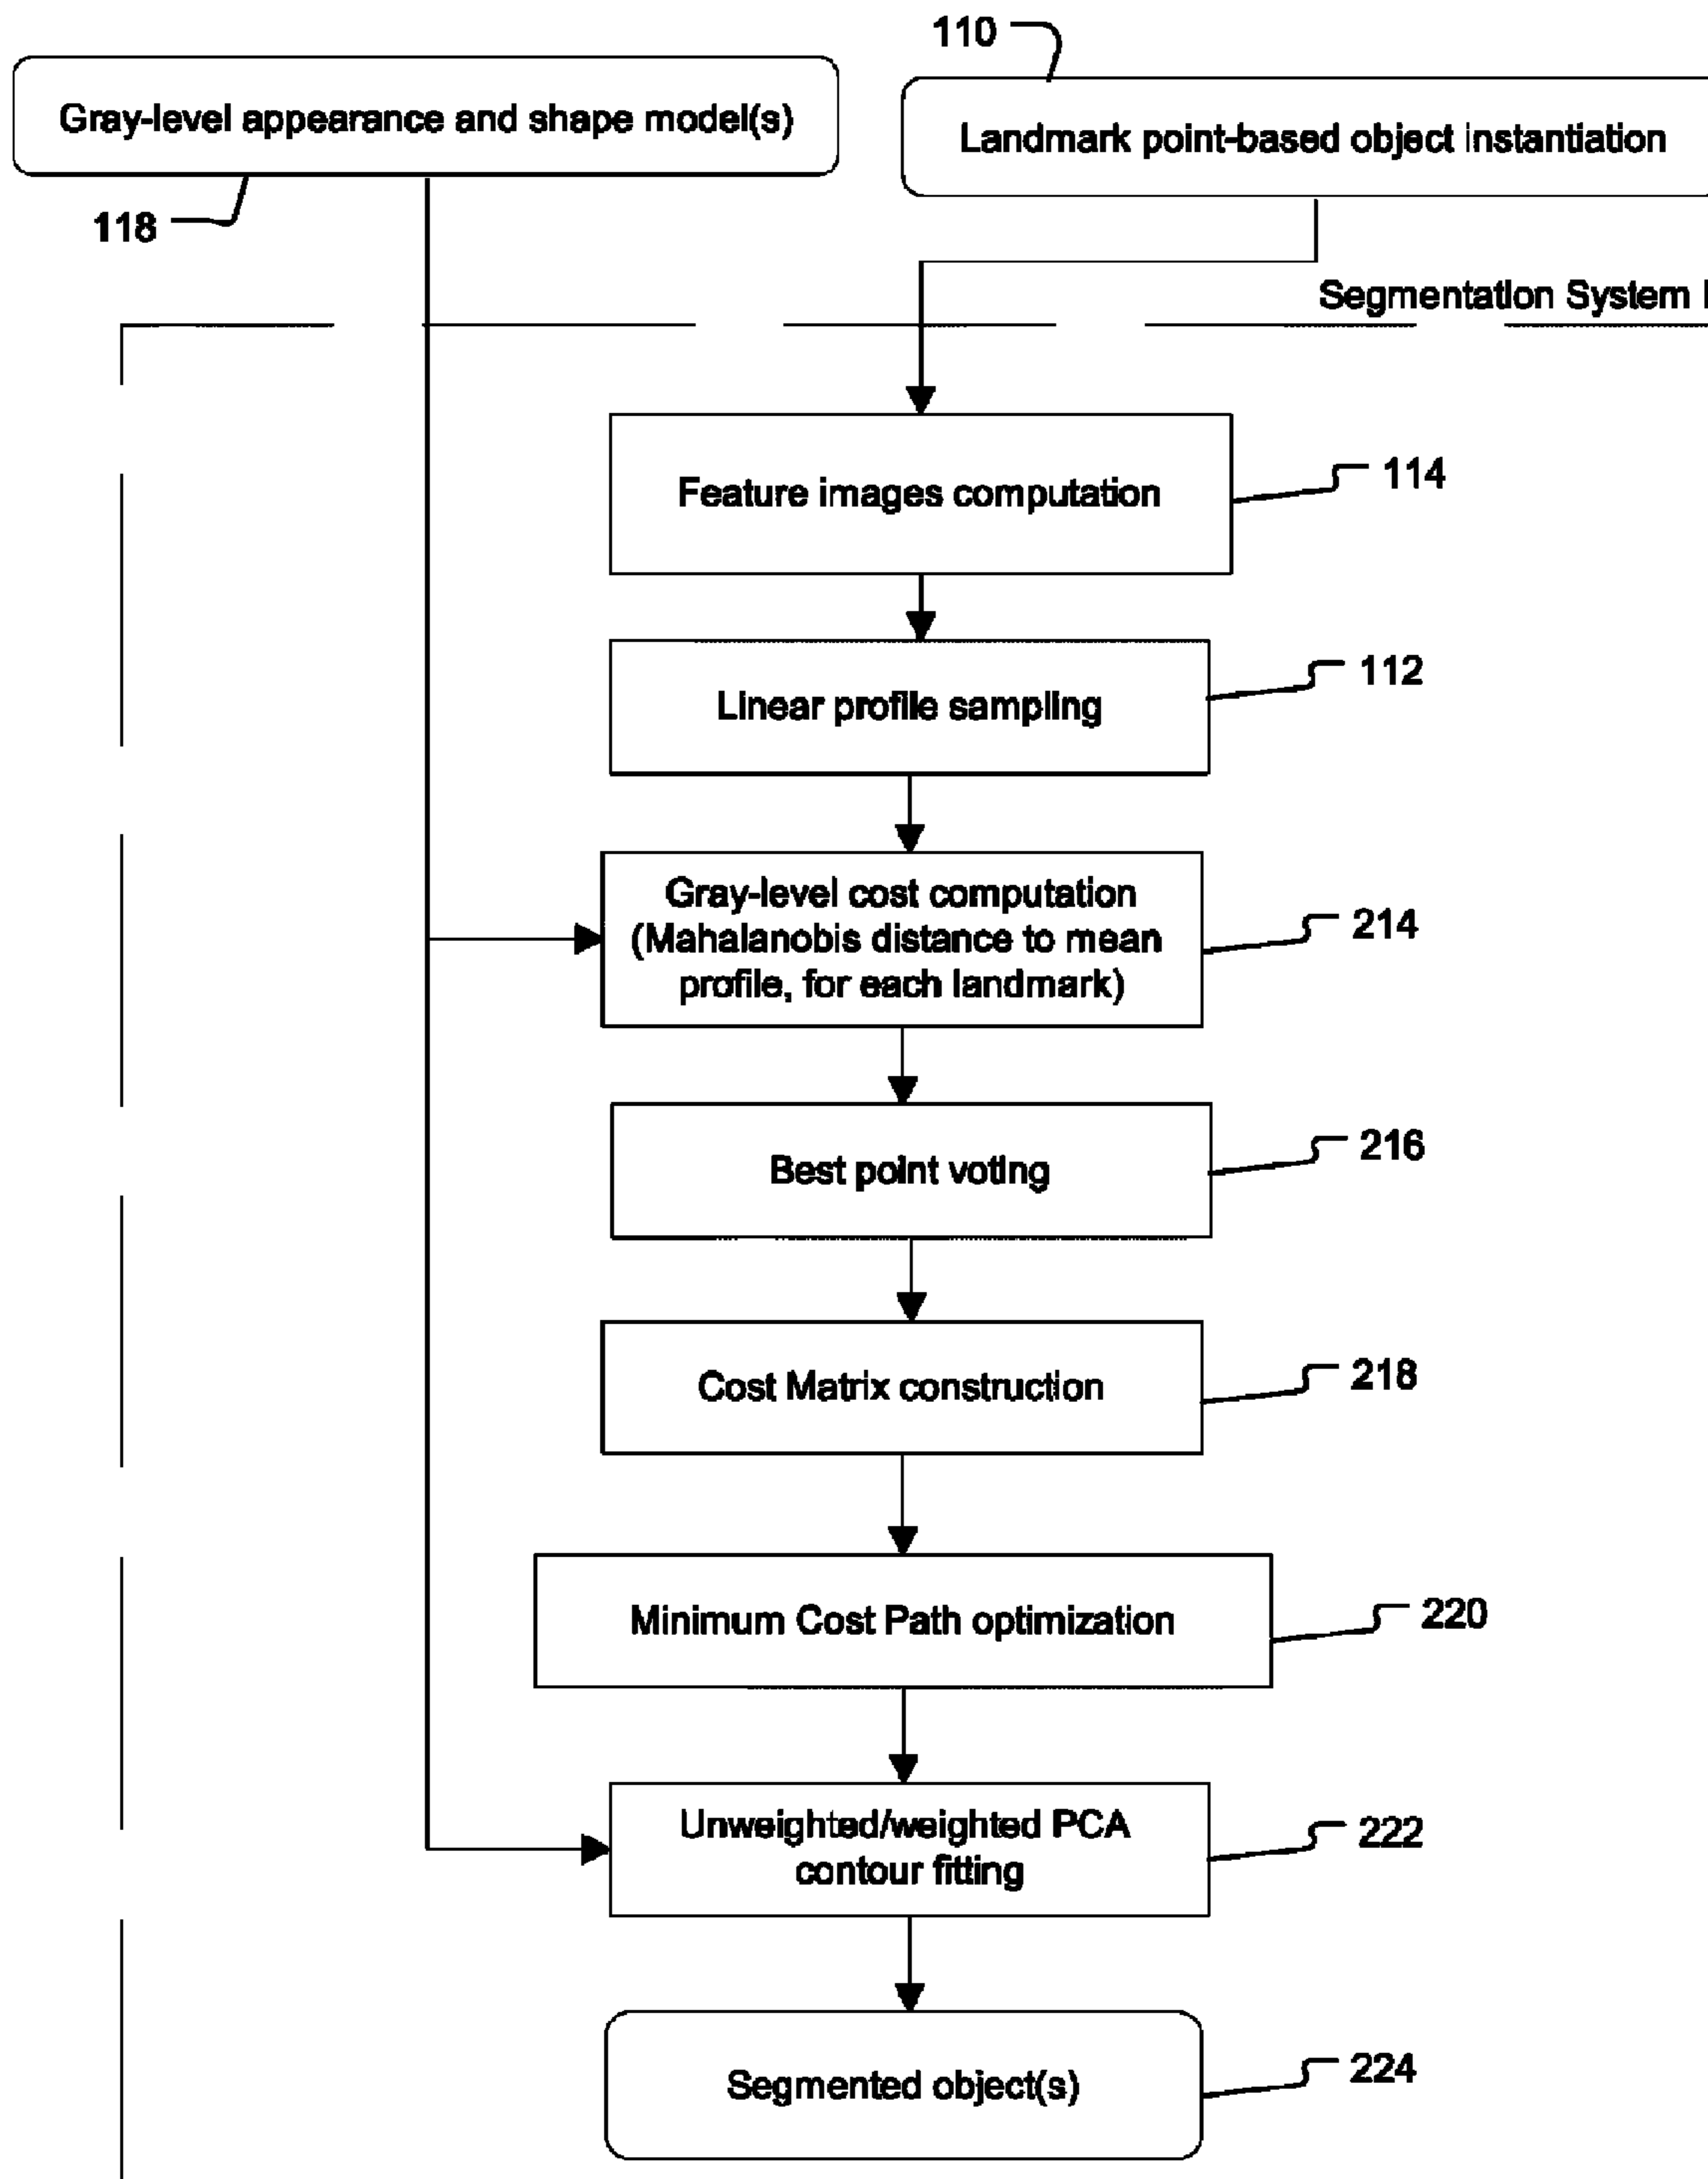 110
Gray-level appearance and shape model(s)
Landmark point-based object instantiation
118
Segmentation System
Feature images computation
114
Linear profile sampling
112
Gray-level cost computation
(Mahalanobis distance to mean
profile, for each landmark)
214
Best point voting
216
Cost Matrix construction
218
Minimum Cost Path optimization
220
Unweighted/weighted PCA
contour fitting
222
Segmented object(s)
224